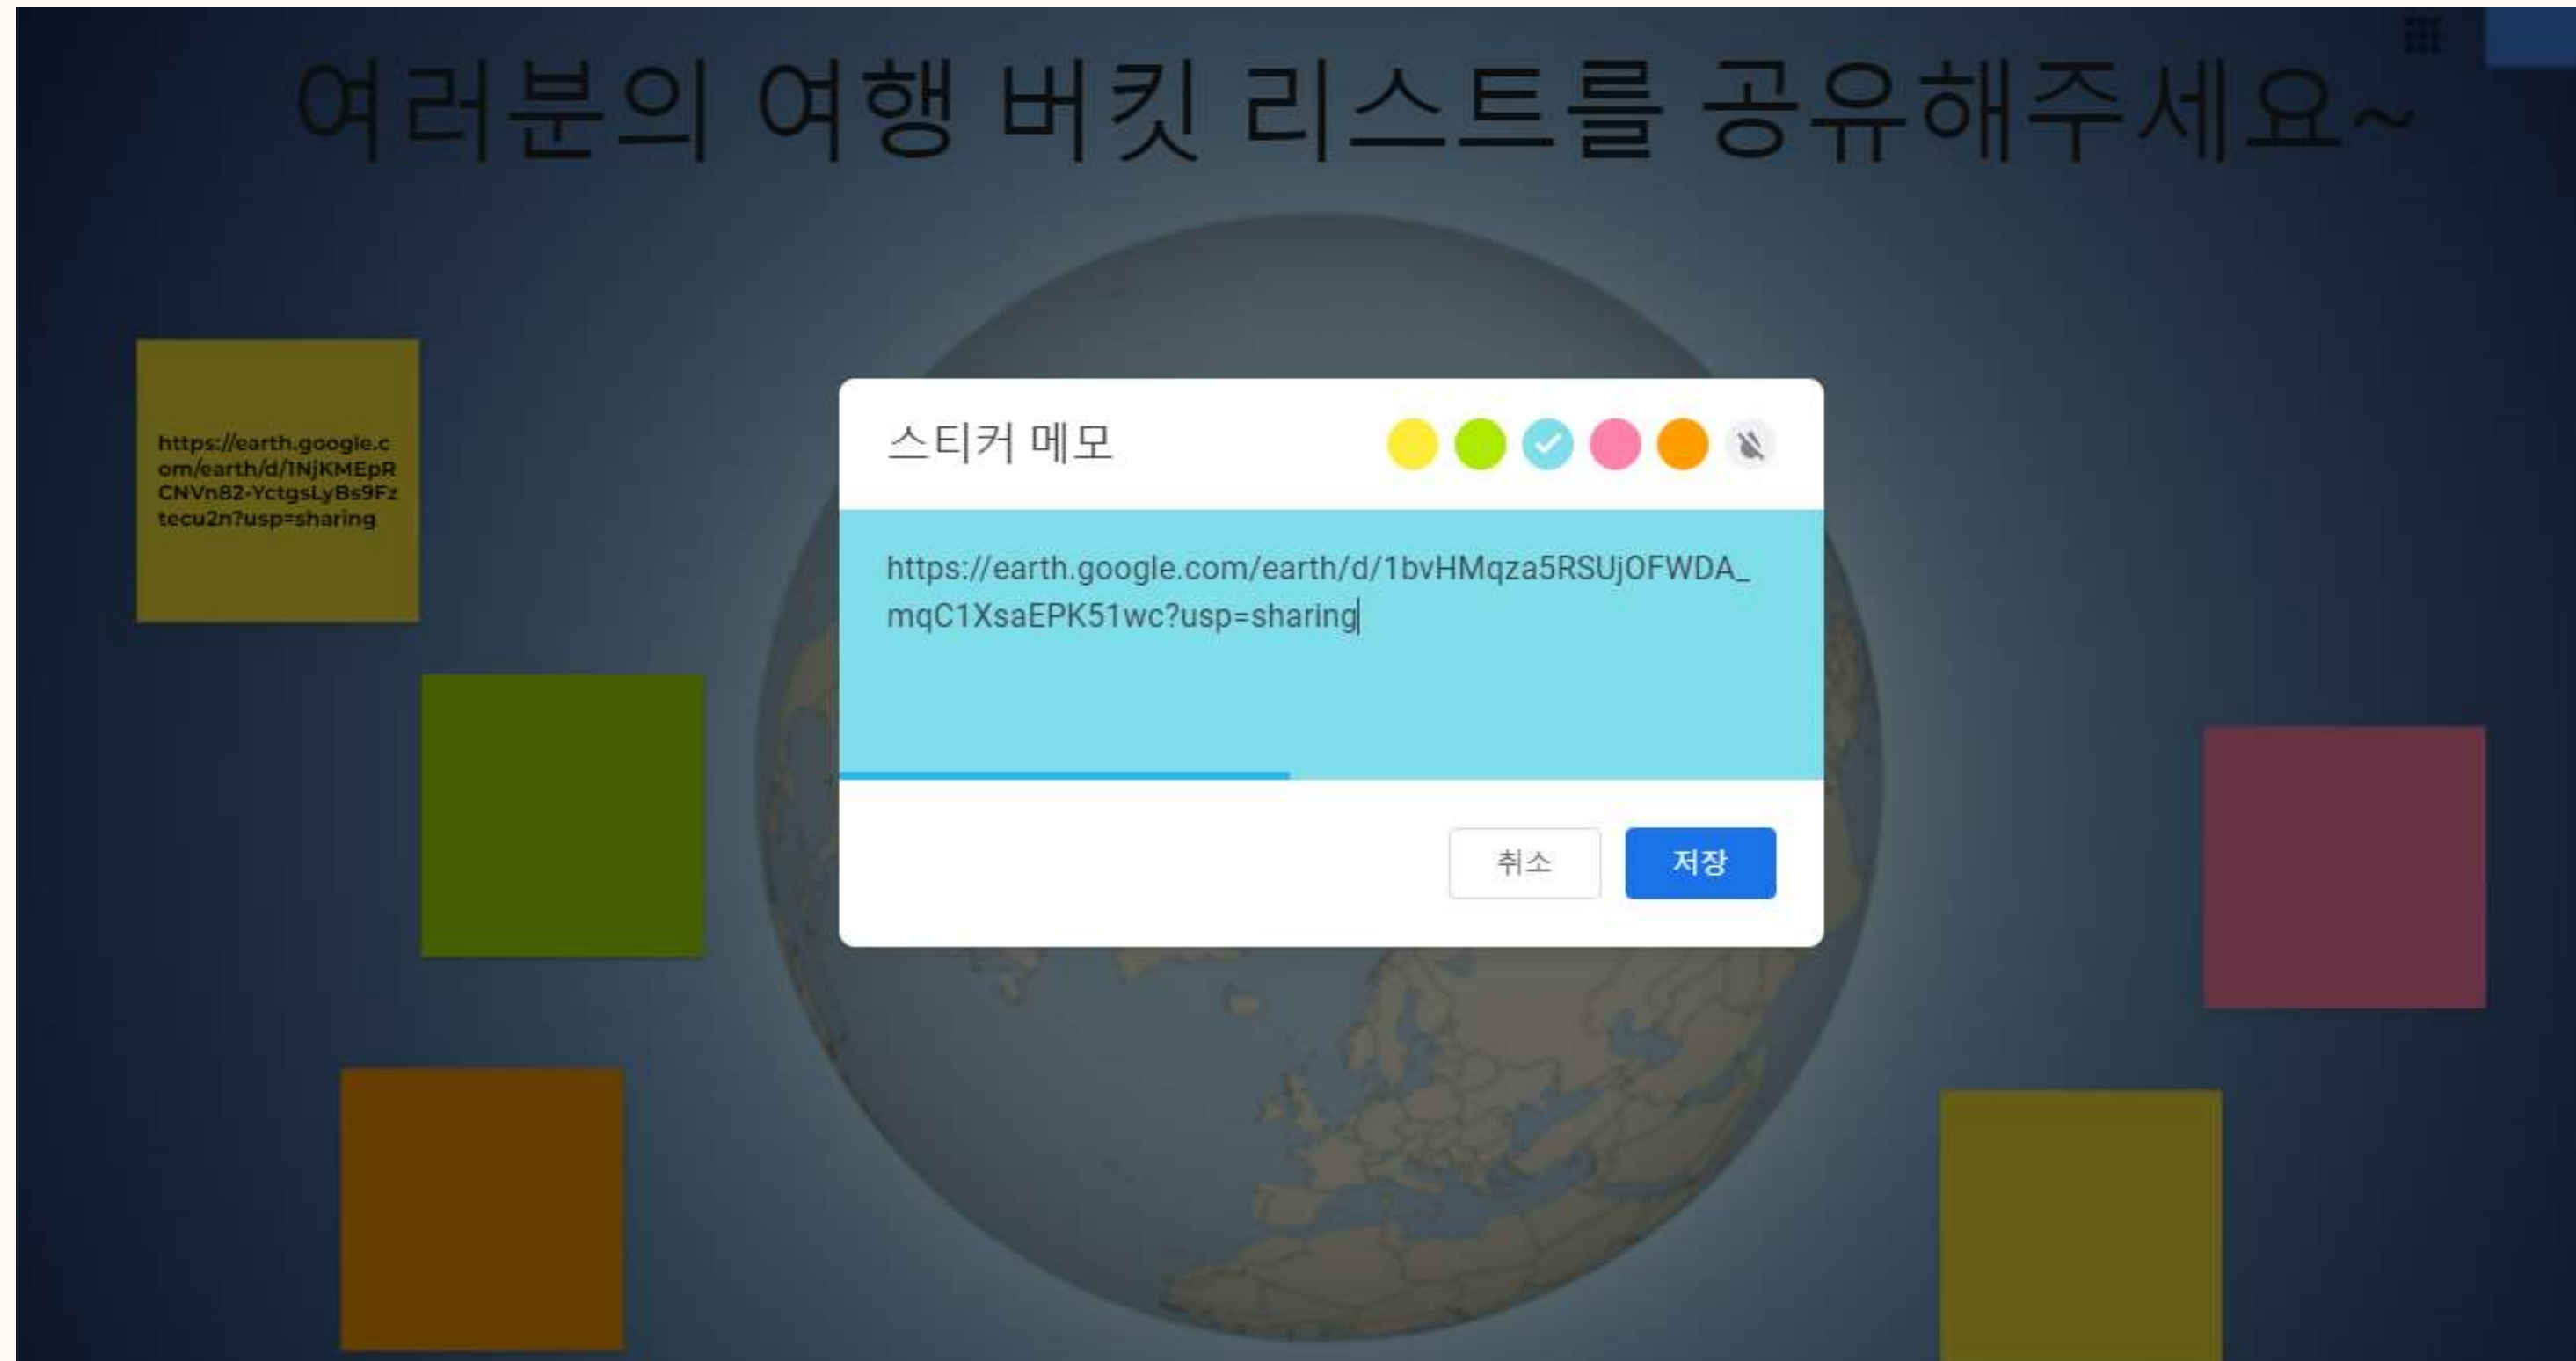 여러분의 여행 버킷 리스트를 공유해주세요~
https://earth.google.c
om/earth/d/1NjKMEpR
CNVn82-YctgsLyBs9Fz
tecu2n?usp=sharing
스티커 메모
https://earth.google.com/earth/d/1bvHMqza5RSUjOFWDA_
mqC1XsaEPK51wc?usp=sharing
취소
저장